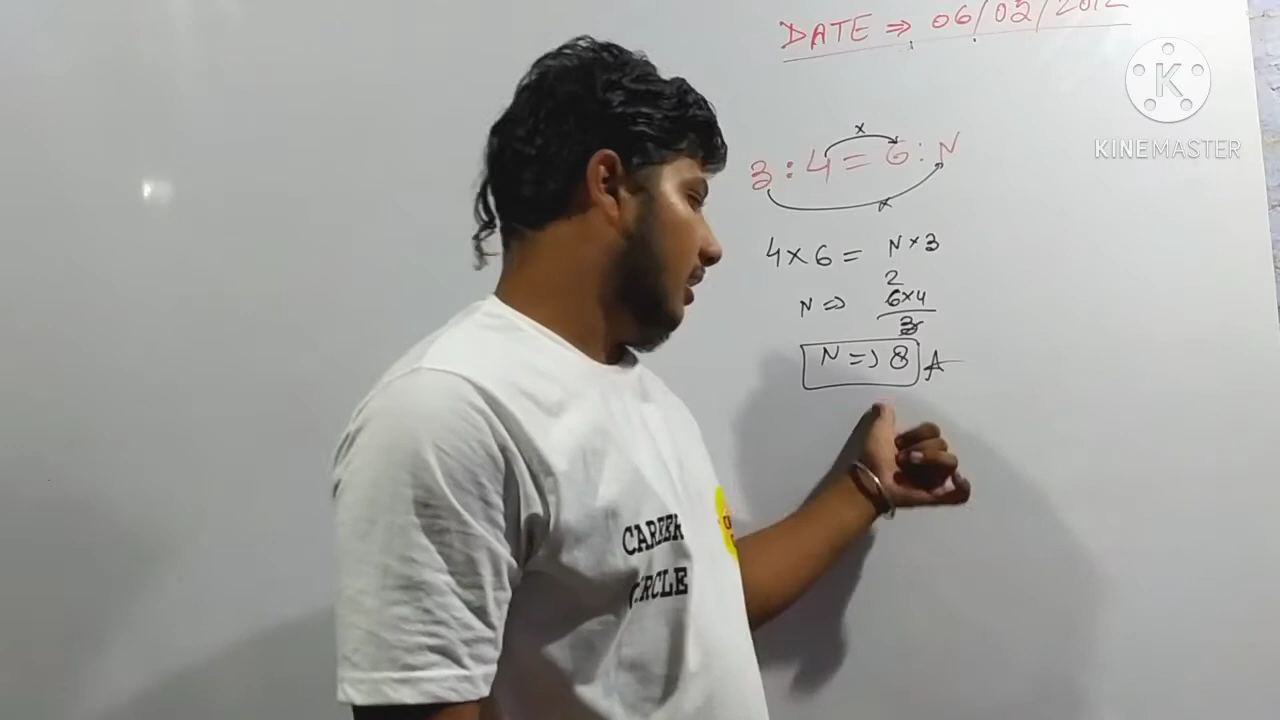 DATE ⇒ 06/02/2012
K
KINEMASTER
3 : 4 = 6 : N
x
x
4 × 6 = N × 3
2
N ⇒ 6×4
3
N ⇒ 8 A
CAREER
CIRCLE